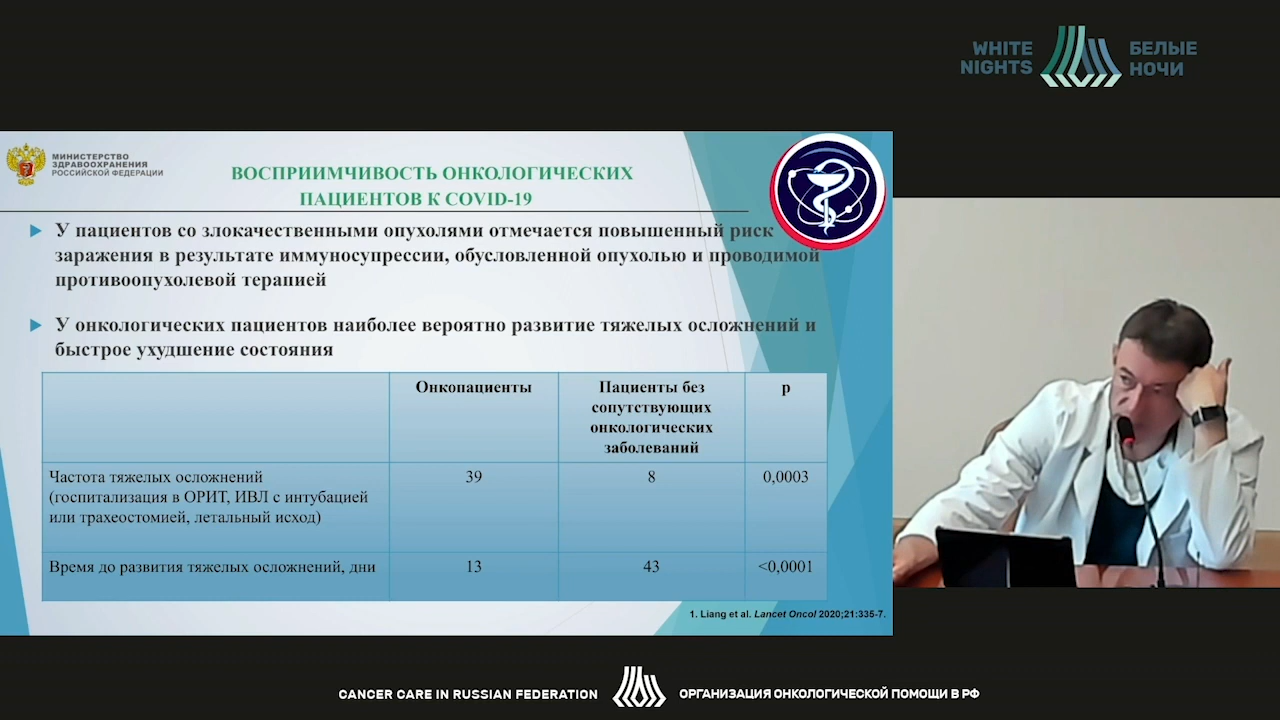 WHITE
NIGHTS
БЕЛЫЕ
НОЧИ
МИНИСТЕРСТВО
ЗДРАВООХРАНЕНИЯ
РОССИЙСКОЙ ФЕДЕРАЦИИ
ВОСПРИИМЧИВОСТЬ ОНКОЛОГИЧЕСКИХ
ПАЦИЕНТОВ К COVID-19
У пациентов со злокачественными опухолями отмечается повышенный риск
заражения в результате иммуносупрессии, обусловленной опухолью и проводимой
противоопухолевой терапией
У онкологических пациентов наиболее вероятно развитие тяжелых осложнений и
быстрое ухудшение состояния
Онкопациенты
Пациенты без
сопутствующих
онкологических
заболеваний
p
Частота тяжелых осложнений
(госпитализация в ОРИТ, ИВЛ с интубацией
или трахеостомией, летальный исход)
39
8
0,0003
Время до развития тяжелых осложнений, дни
13
43
<0,0001
1. Liang et al. Lancet Oncol 2020;21:335-7.
CANCER CARE IN RUSSIAN FEDERATION
ОРГАНИЗАЦИЯ ОНКОЛОГИЧЕСКОЙ ПОМОЩИ В РФ